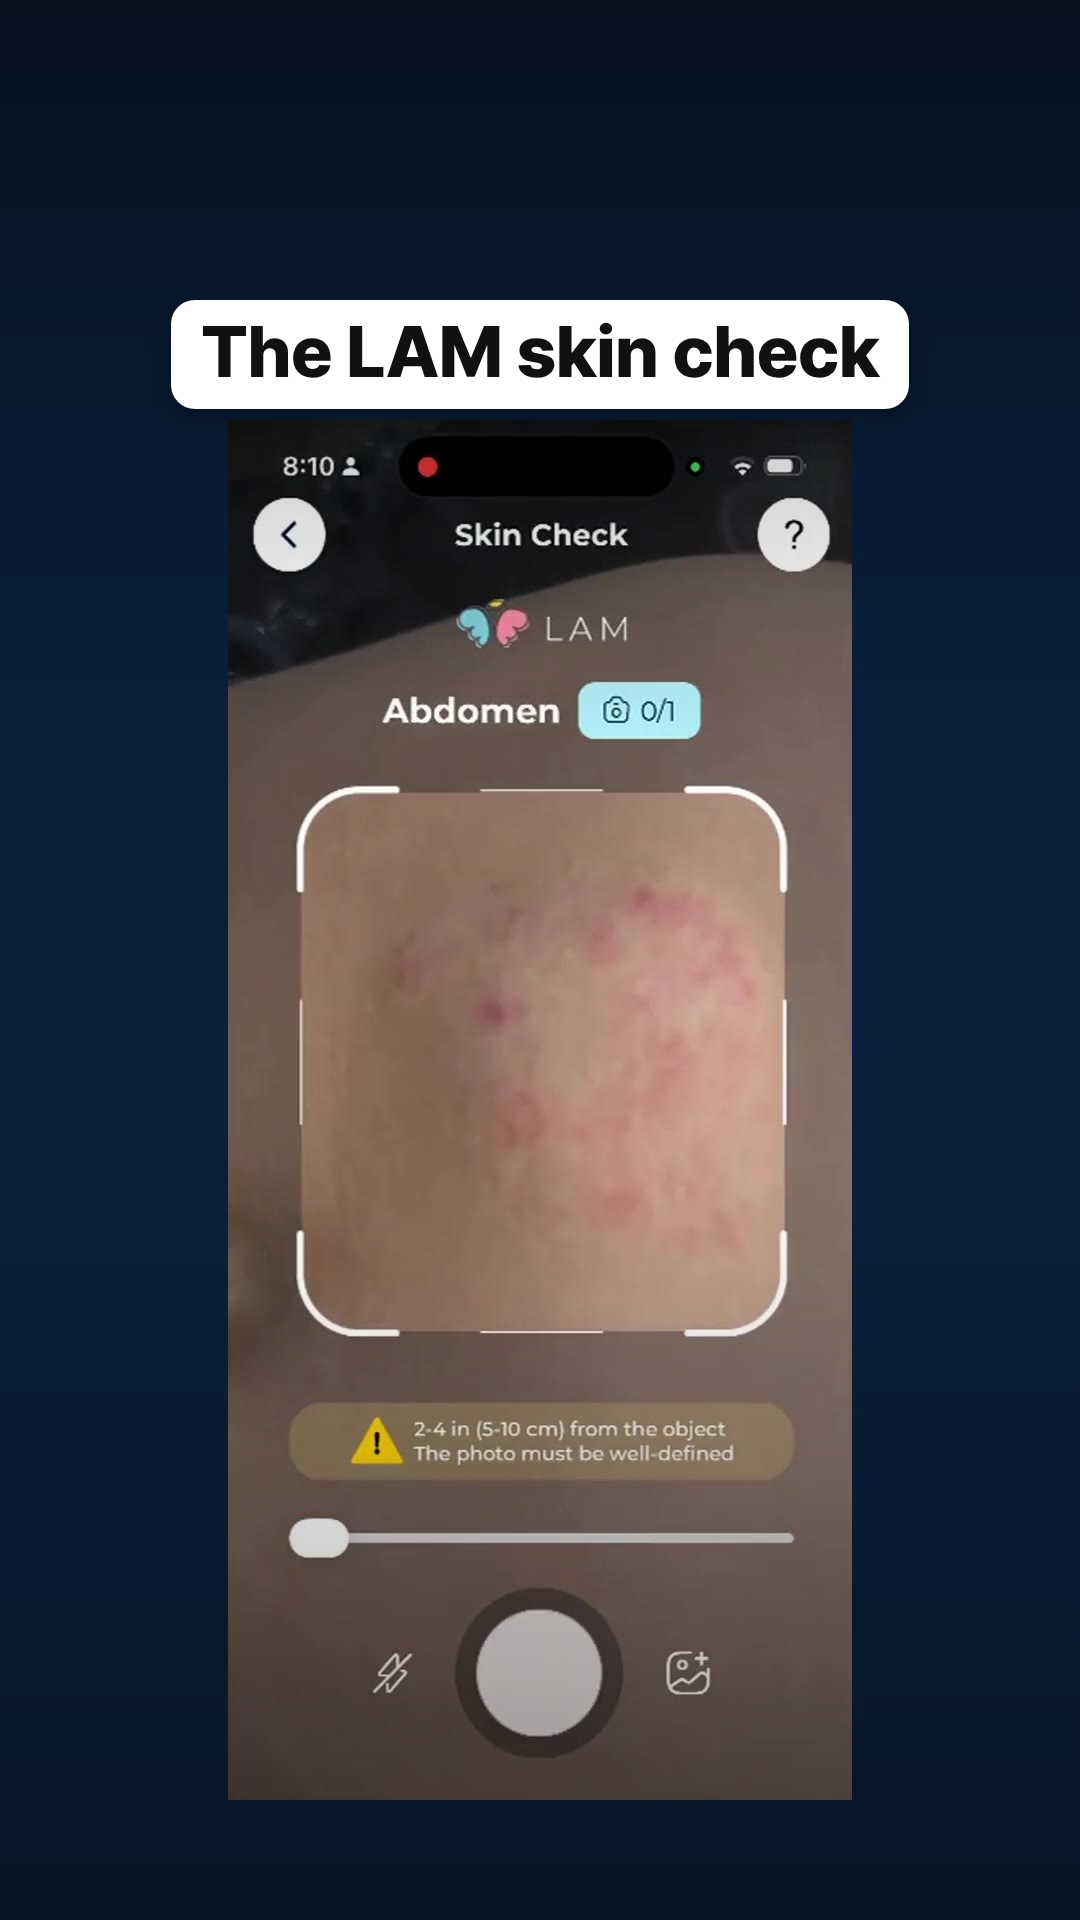 The LAM skin check
8:10
Skin Check
?
LAM
Abdomen
0/1
2-4 in (5-10 cm) from the object
The photo must be well-defined